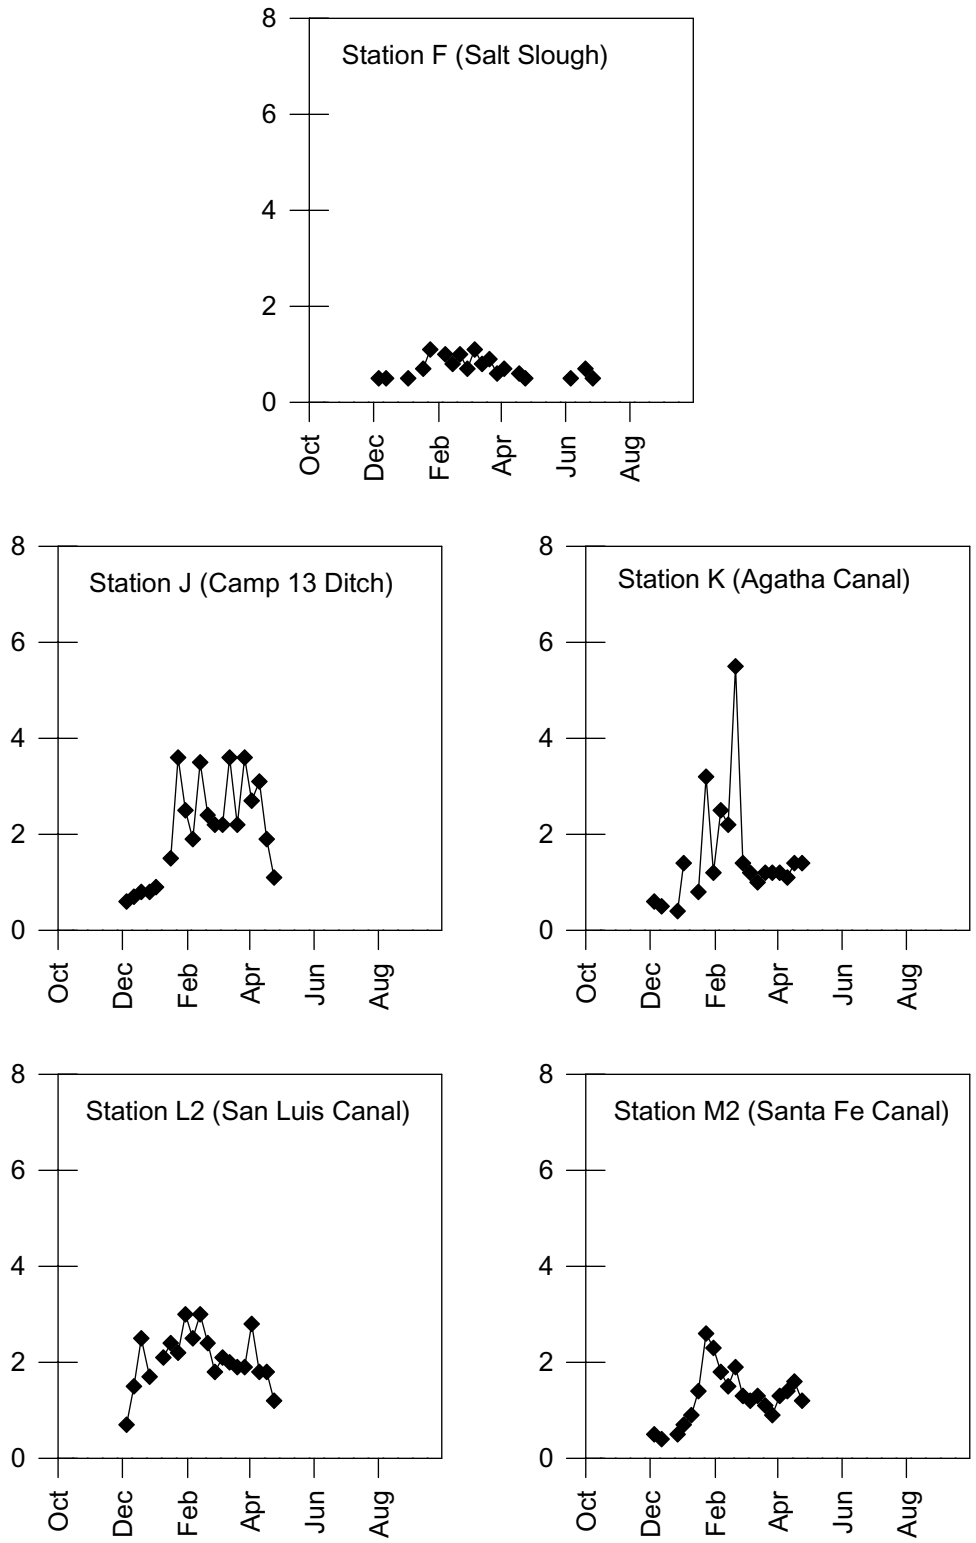 8
Station F (Salt Slough)
6
4
2
0
Oct Dec Feb Apr Jun Aug
8 8
Station J (Camp 13 Ditch) Station K (Agatha Canal)
6 6
4 4
2 2
0 0
Oct Dec Feb Apr Jun Aug Oct Dec Feb Apr Jun Aug
8 8
Station L2 (San Luis Canal) Station M2 (Santa Fe Canal)
6 6
4 4
2 2
0 0
Oct Dec Feb Apr Jun Aug Oct Dec Feb Apr Jun Aug